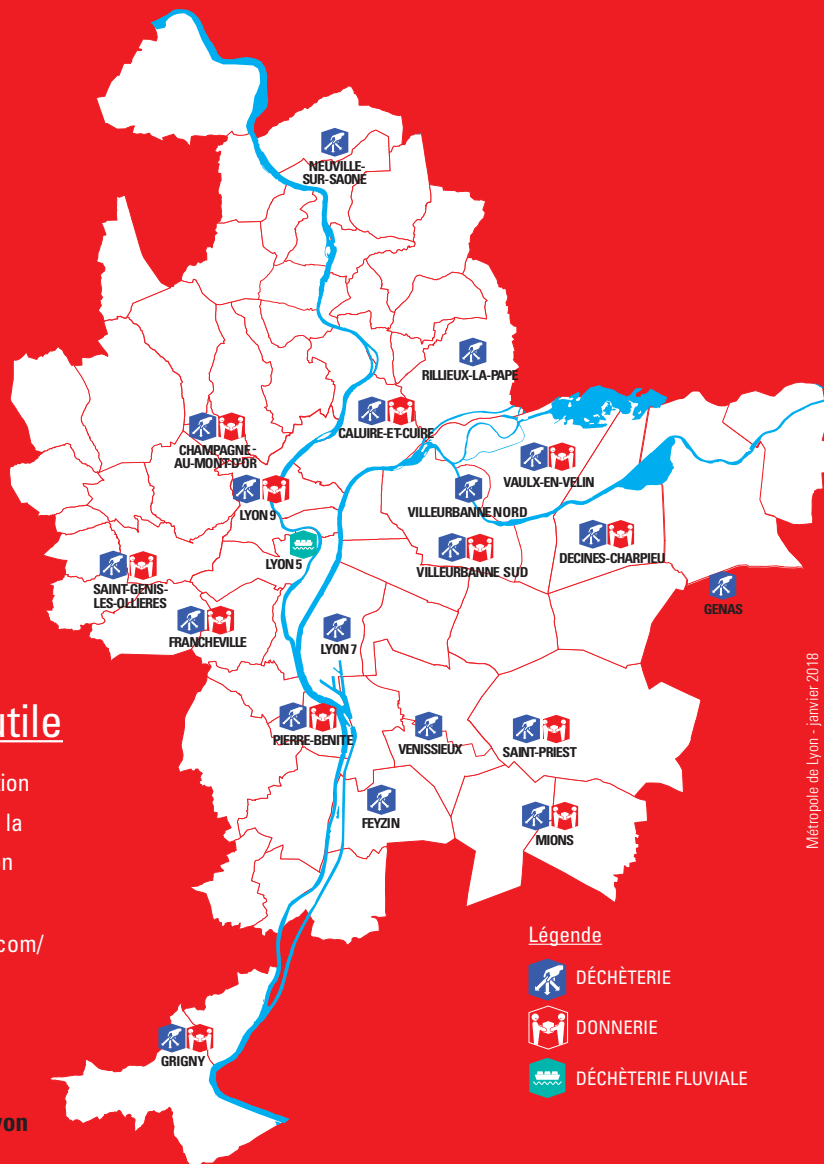 NEUVILLE-
SUR-SAONE
RILLIEUX-LA-PAPE
CALUIRE-ET-CUIRE
CHAMPAGNE-
AU-MONT-D'OR
VAULX-EN-VELIN
LYON 9
VILLEURBANNE NORD
LYON 5
VILLEURBANNE SUD
DECINES-CHARPIEU
SAINT-GENIS-
LES-OLLIERES
GENAS
FRANCHEVILLE
LYON 7
PIERRE-BENITE
VENISSIEUX
SAINT-PRIEST
FEYZIN
MIONS
GRIGNY
utile
tion
la
on
com/
yon
Légende
DÉCHÈTERIE
DONNERIE
DÉCHÈTERIE FLUVIALE
Métropole de Lyon - janvier 2018